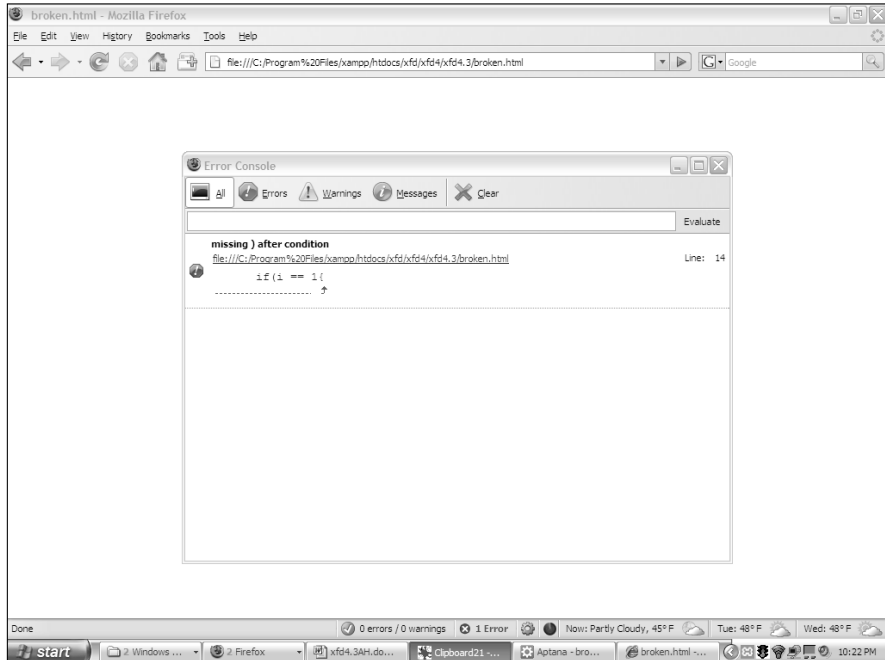 broken.html - Mozilla Firefox
File Edit View History Bookmarks Tools Help
file:///C:/Program%20Files/xampp/htdocs/xfd/xfd4/xfd4.3/broken.html G Google
Error Console
All Errors Warnings Messages Clear
Evaluate
missing ) after condition
file:///C:/Program%20Files/xampp/htdocs/xfd/xfd4/xfd4.3/broken.html Line: 14
if(i == 1{
Done 0 errors / 0 warnings 1 Error Now: Partly Cloudy, 45° F Tue: 48° F Wed: 48° F
start 2 Windows ... 2 Firefox xfd4.3AH.do... Clipboard21 -... Aptana - bro... broken.html -... 10:22 PM